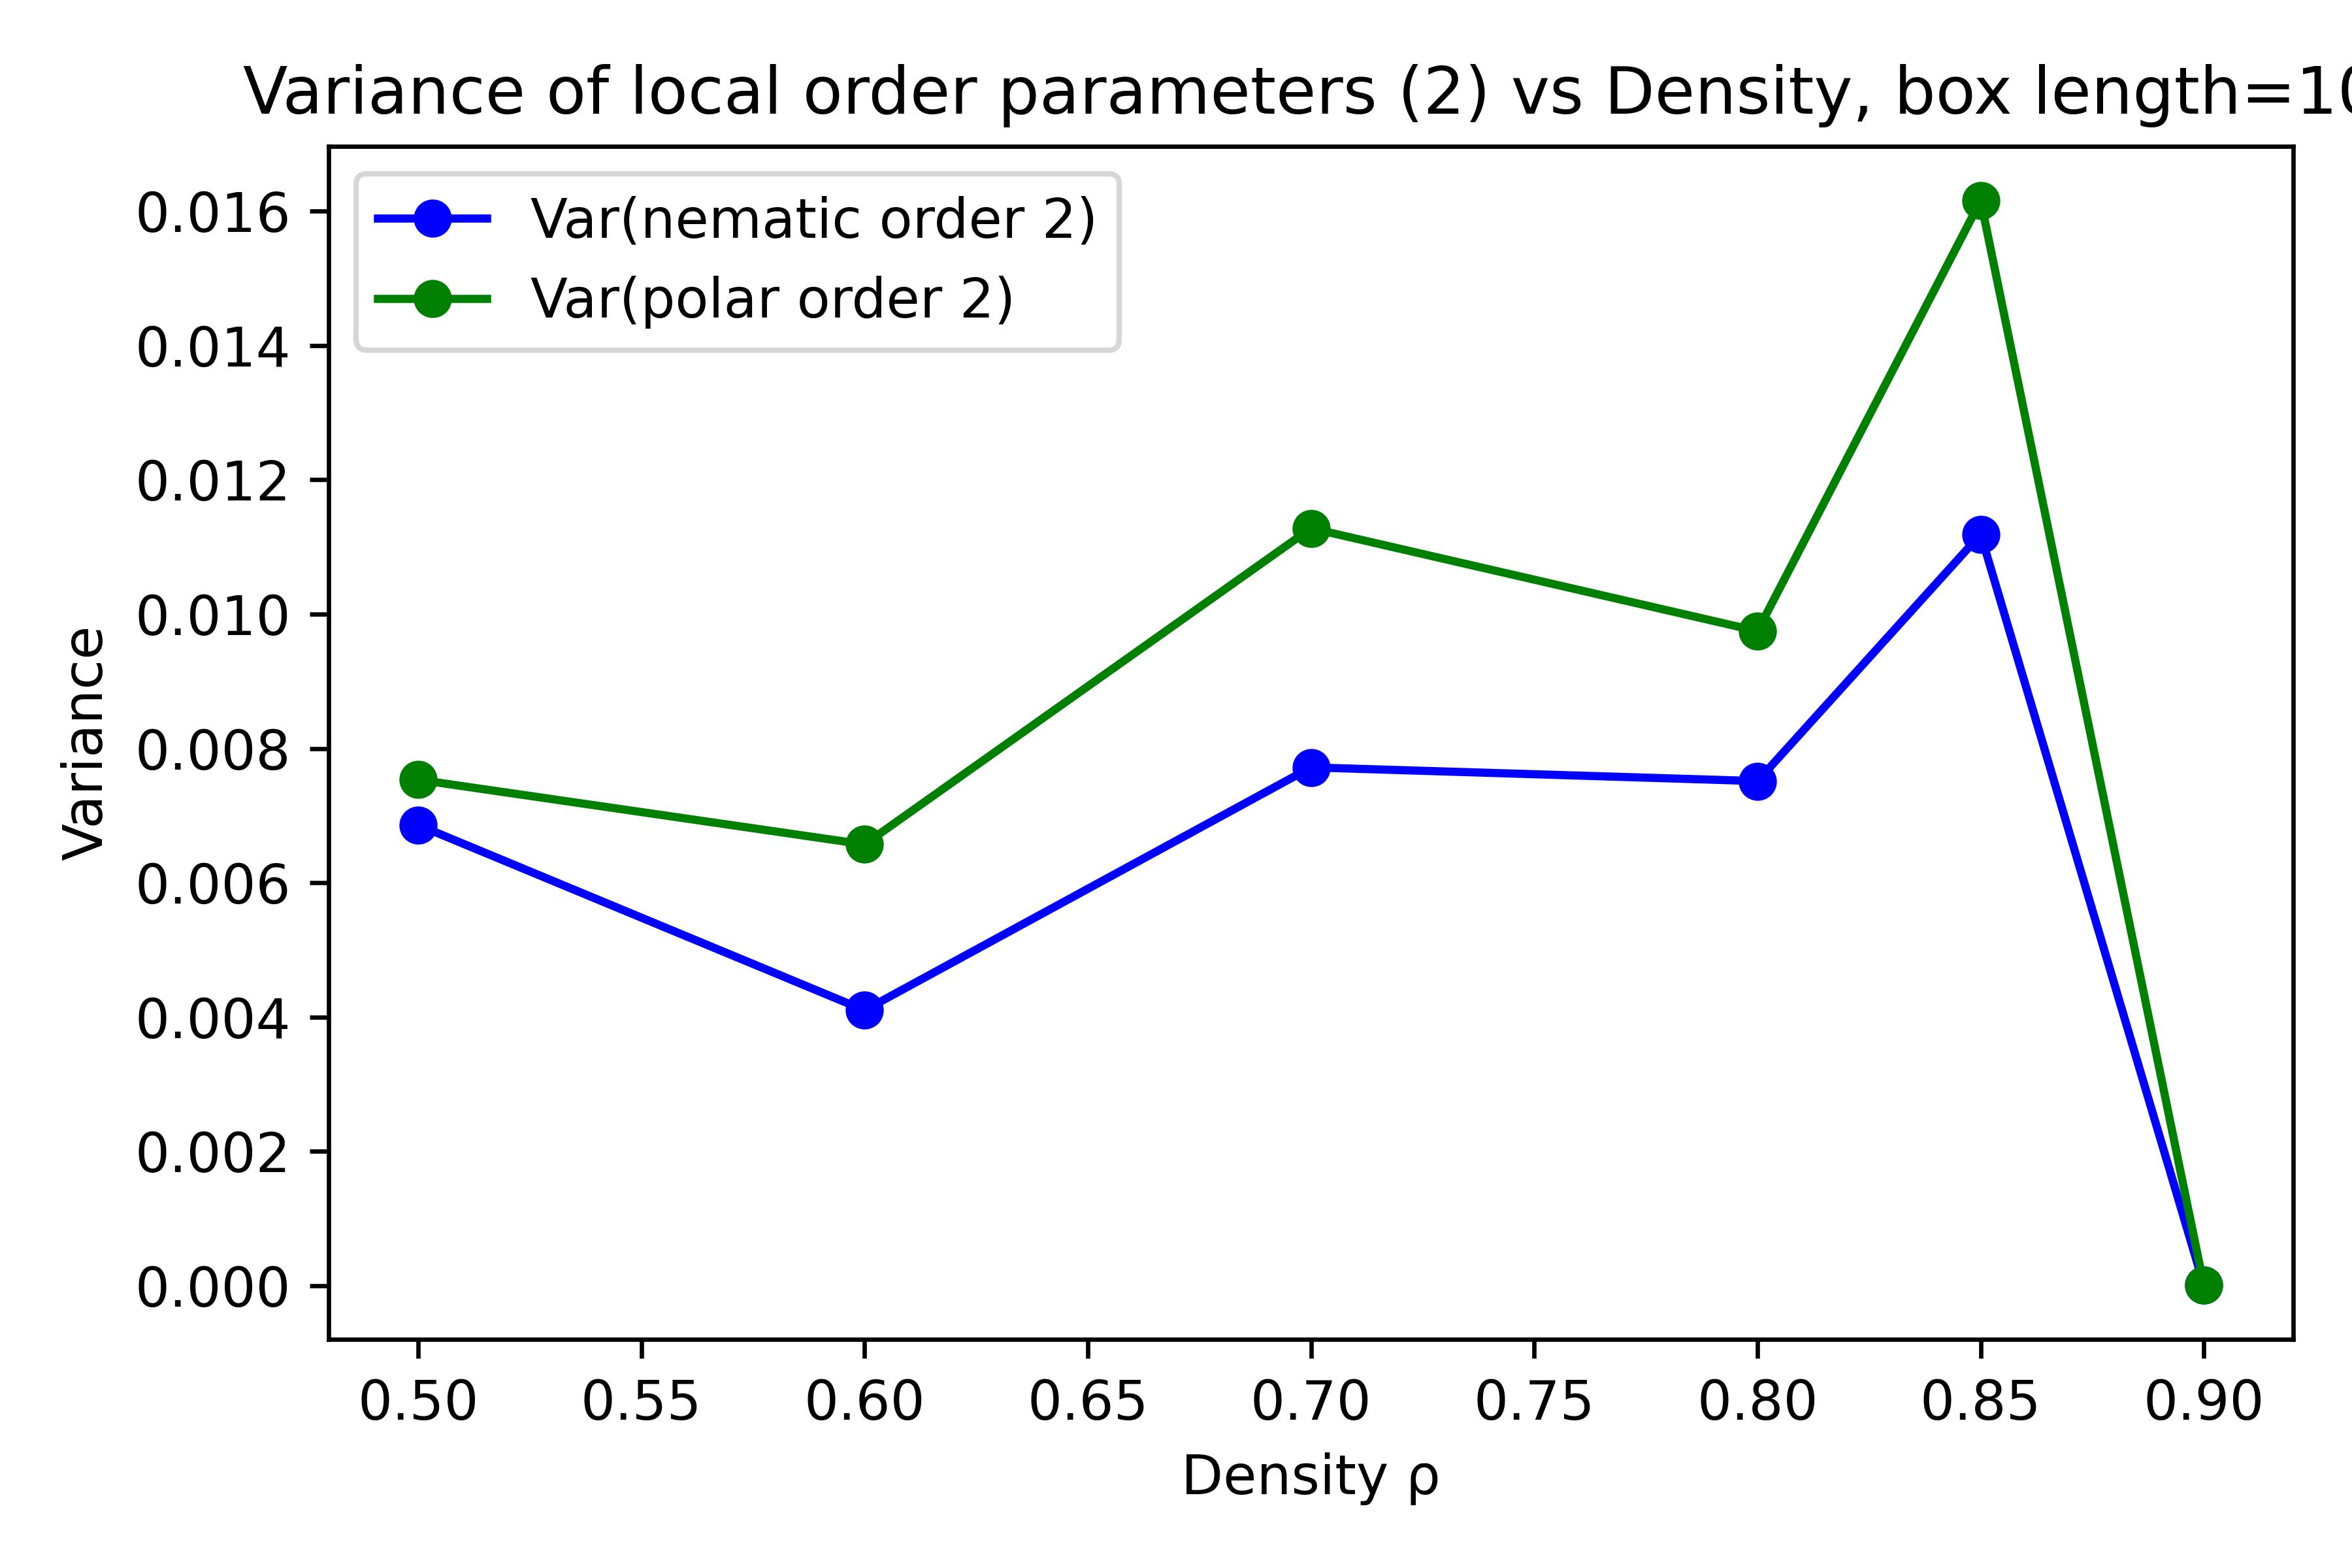 Variance of local order parameters (2) vs Density, box length=10
Var(nematic order 2)
Var(polar order 2)
0.016
0.014
0.012
0.010
0.008
0.006
0.004
0.002
0.000
Variance
0.50 0.55 0.60 0.65 0.70 0.75 0.80 0.85 0.90
Density ρ